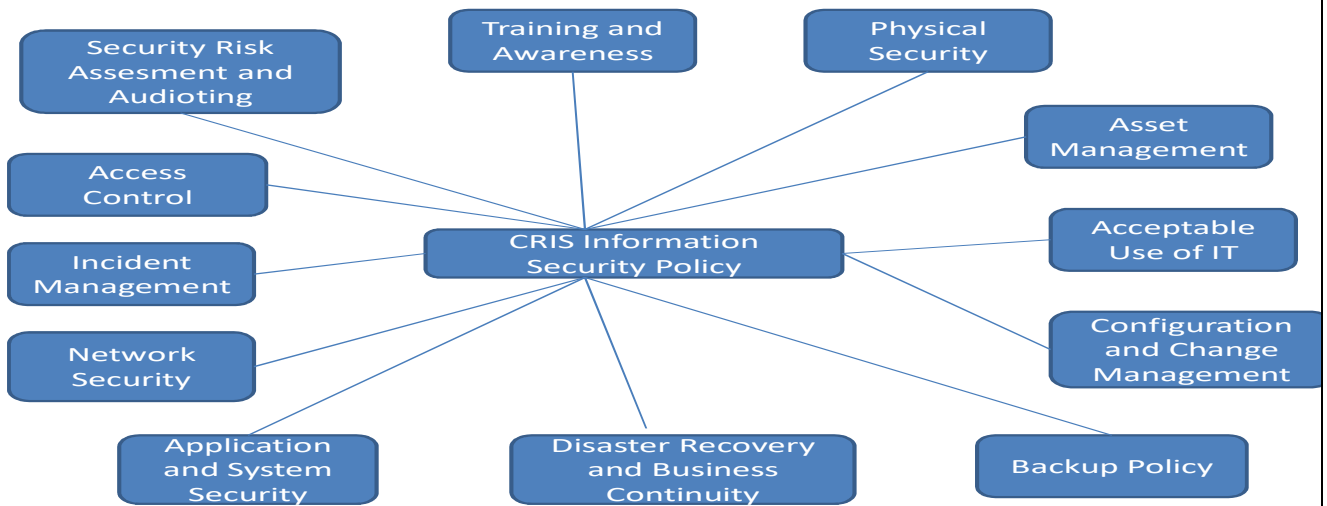 Security Risk
Assesment and
Audioting
Training and
Awareness
Physical
Security
Asset
Management
Access
Control
Acceptable
Use of IT
CRIS Information
Security Policy
Incident
Management
Network
Security
Configuration
and Change
Management
Application
and System
Security
Disaster Recovery
and Business
Continuity
Backup Policy